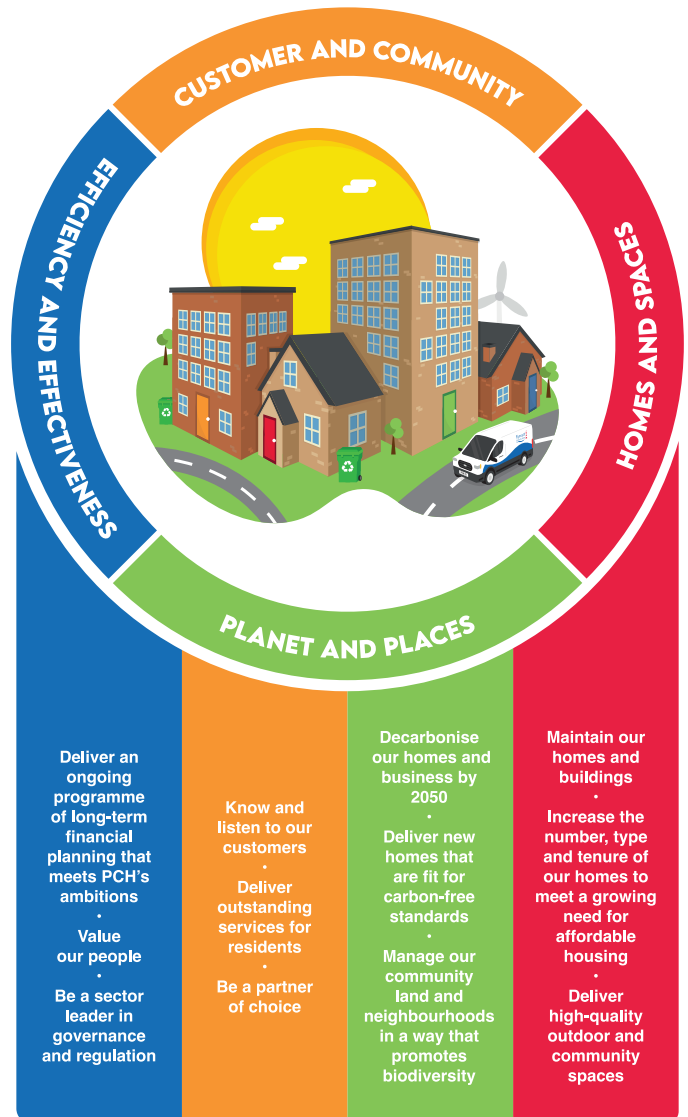 CUSTOMER AND COMMUNITY
EFFICIENCY AND EFFECTIVENESS
HOMES AND SPACES
PLANET AND PLACES
Deliver an
ongoing
programme
of long-term
financial
planning that
meets PCH’s
ambitions
•
Value
our people
•
Be a sector
leader in
governance
and regulation
Know and
listen to our
customers
•
Deliver
outstanding
services for
residents
•
Be a partner
of choice
Decarbonise
our homes and
business by
2050
•
Deliver new
homes that
are fit for
carbon-free
standards
•
Manage our
community
land and
neighbourhoods
in a way that
promotes
biodiversity
Maintain our
homes and
buildings
•
Increase the
number, type
and tenure of
our homes to
meet a growing
need for
affordable
housing
•
Deliver
high-quality
outdoor and
community
spaces